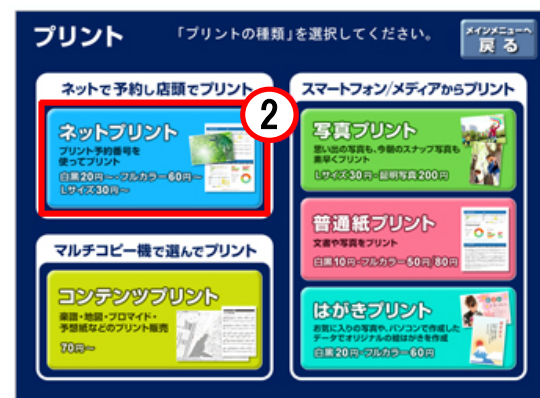 プリント
「プリントの種類」を選択してください。
メインメニューへ
戻る
ネットで予約し店頭でプリント
②
ネットプリント
プリント予約番号を
使ってプリント
白黒20円〜・フルカラー60円〜
Lサイズ30円〜
マルチコピー機で選んでプリント
コンテンツプリント
楽譜・地図・ブロマイド・
予想紙などのプリント販売
70円〜
スマートフォン/メディアからプリント
写真プリント
思い出の写真も、今朝のスナップ写真も
素早くプリント
Lサイズ30円・証明写真200円
普通紙プリント
文書や写真をプリント
白黒10円・フルカラー50円/80円
はがきプリント
お気に入りの写真や、パソコンで作成した
データでオリジナルの絵はがきを作成
白黒20円・フルカラー60円